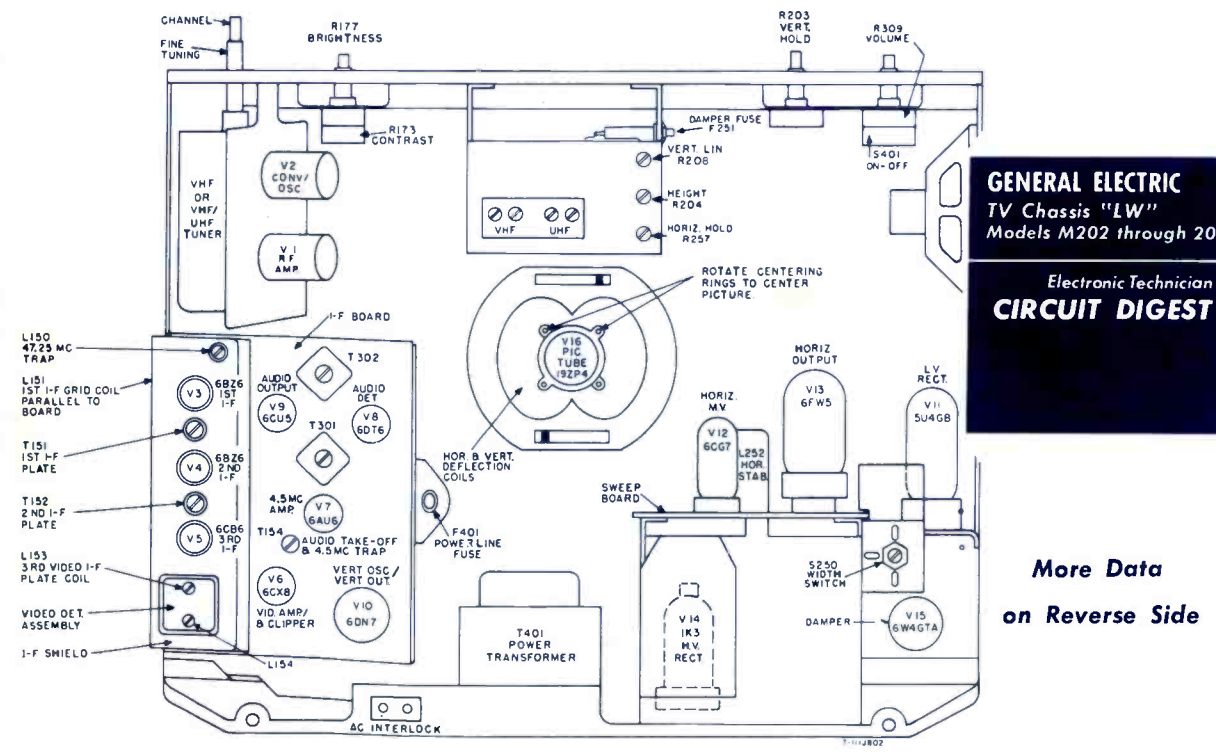 CHANNEL
FINE
TUNING
R177
BRIGHTNESS
R203
VERT.
HOLD
R309
VOLUME
R173
CONTRAST
DAMPER FUSE
F251
S401
ON-OFF
VERT. LIN
R208
HEIGHT
R204
HORIZ. HOLD
R257
VHF
UHF
VHF
OR
VHF/
UHF
TUNER
V2
CONV/
OSC
V1
RF
AMP.
GENERAL ELECTRIC
TV Chassis "LW"
Models M202 through 20
Electronic Technician
CIRCUIT DIGEST
ROTATE CENTERING
RINGS TO CENTER
PICTURE.
I-F BOARD
L150
47.25 MC
TRAP
L151
1ST I-F GRID COIL
PARALLEL TO
BOARD
T151
1ST I-F
PLATE
T152
2ND I-F
PLATE
L153
3RD VIDEO I-F
PLATE COIL
VIDEO DET.
ASSEMBLY
I-F SHIELD
L154
V3
6BZ6
1ST
I-F
V4
6BZ6
2ND
I-F
V5
6CB6
3RD
I-F
T302
AUDIO
OUTPUT
V9
6CU5
AUDIO
DET
V8
6DT6
T301
4.5 MC
AMP.
V7
6AU6
T154
AUDIO TAKE-OFF
& 4.5MC TRAP
V6
6CX8
VID. AMP/
& CLIPPER
VERT OSC/
VERT OUT.
V10
6DN7
F401
POWER LINE
FUSE
V16
PIC
TUBE
19ZP4
HOR. & VERT.
DEFLECTION
COILS
HORIZ.
M.V.
V12
6CG7
L252
HOR.
STAB.
HORIZ
OUTPUT
V13
6FW5
L.V.
RECT.
V11
5U4GB
SWEEP
BOARD
S250
WIDTH
SWITCH
V14
1K3
H.V.
RECT
DAMPER
V15
6W4GTA
T401
POWER
TRANSFORMER
AC INTERLOCK
More Data
on Reverse Side